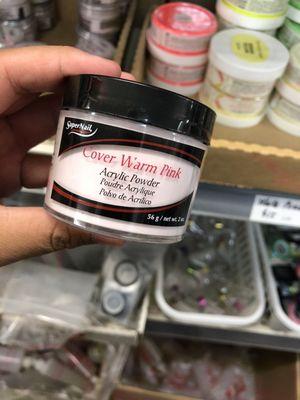 SuperNail
Cover Warm Pink
Acrylic Powder
Poudre Acrylique
Polvo de Acrílico
56 g / net wt. 2 oz.